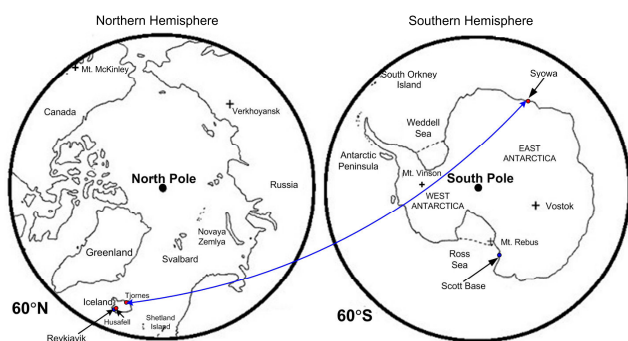 Northern Hemisphere
Mt. McKinley
Canada
Verkhoyansk
North Pole
Russia
Novaya
Zemlya
Greenland
Svalbard
60°N
Iceland
Tjornes
Husafell
Shetland
Island
Reykjavik
Southern Hemisphere
South Orkney
Island
Syowa
Weddell
Sea
EAST
ANTARCTICA
Antarctic
Peninsula
Mt. Vinson
South Pole
WEST
ANTARCTICA
Vostok
Ross
Sea
Mt. Rebus
Scott Base
60°S